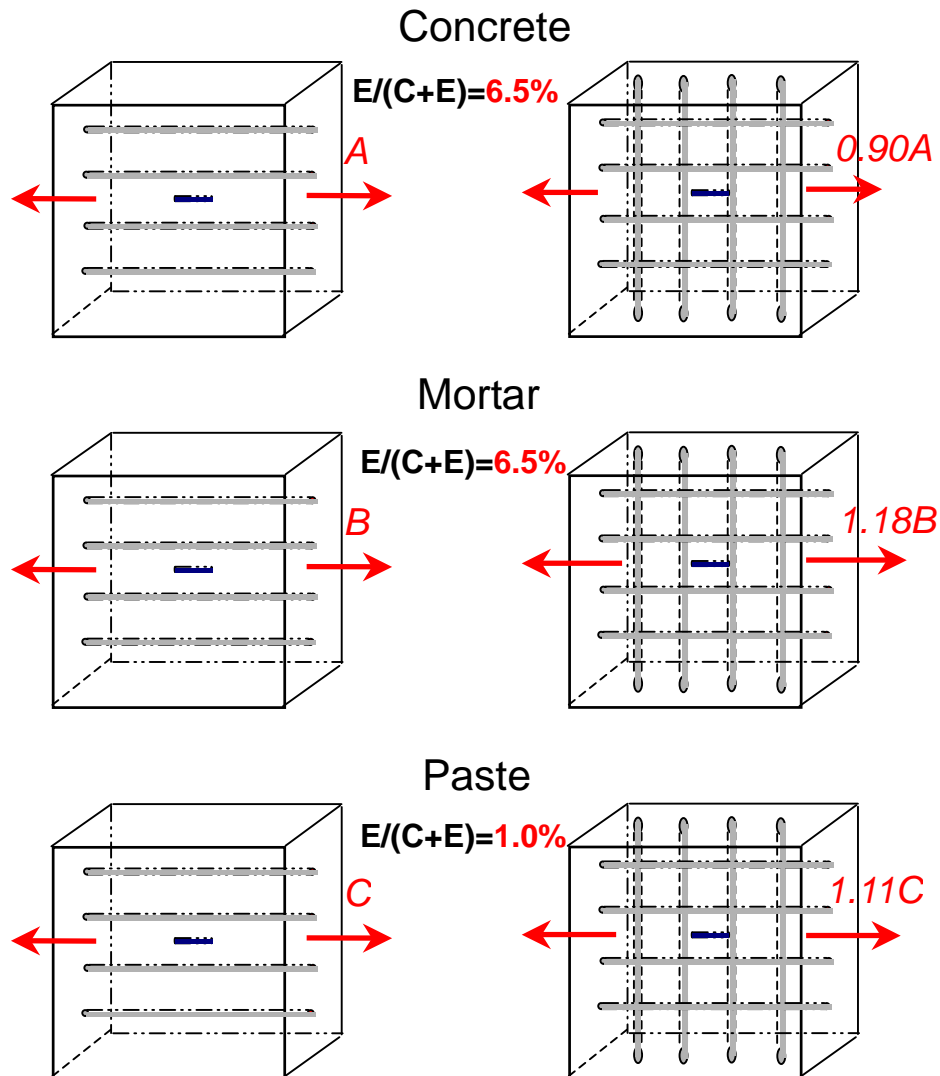 Concrete
E/(C+E)=6.5%
A
0.90A
Mortar
E/(C+E)=6.5%
B
1.18B
Paste
E/(C+E)=1.0%
C
1.11C